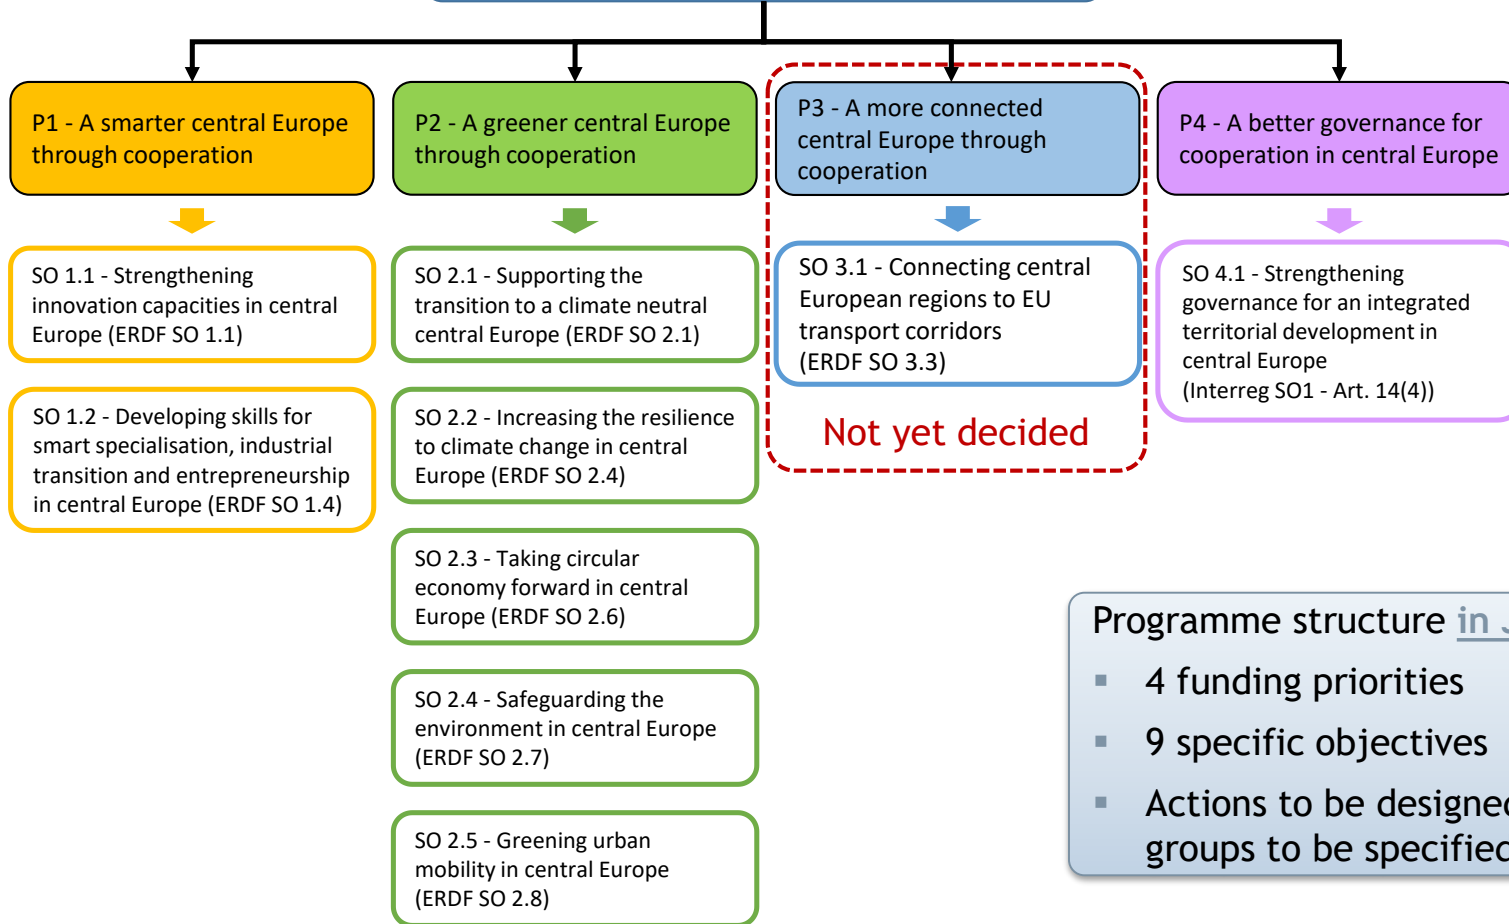 P1 - A smarter central Europe
through cooperation
SO 1.1 - Strengthening
innovation capacities in central
Europe (ERDF SO 1.1)
SO 1.2 - Developing skills for
smart specialisation, industrial
transition and entrepreneurship
in central Europe (ERDF SO 1.4)
P2 - A greener central Europe
through cooperation
SO 2.1 - Supporting the
transition to a climate neutral
central Europe (ERDF SO 2.1)
SO 2.2 - Increasing the resilience
to climate change in central
Europe (ERDF SO 2.4)
SO 2.3 - Taking circular
economy forward in central
Europe (ERDF SO 2.6)
SO 2.4 - Safeguarding the
environment in central Europe
(ERDF SO 2.7)
SO 2.5 - Greening urban
mobility in central Europe
(ERDF SO 2.8)
P3 - A more connected
central Europe through
cooperation
SO 3.1 - Connecting central
European regions to EU
transport corridors
(ERDF SO 3.3)
Not yet decided
P4 - A better governance for
cooperation in central Europe
SO 4.1 - Strengthening
governance for an integrated
territorial development in
central Europe
(Interreg SO1 - Art. 14(4))
Programme structure in
▪ 4 funding priorities
▪ 9 specific objectives
▪ Actions to be designed
groups to be specified